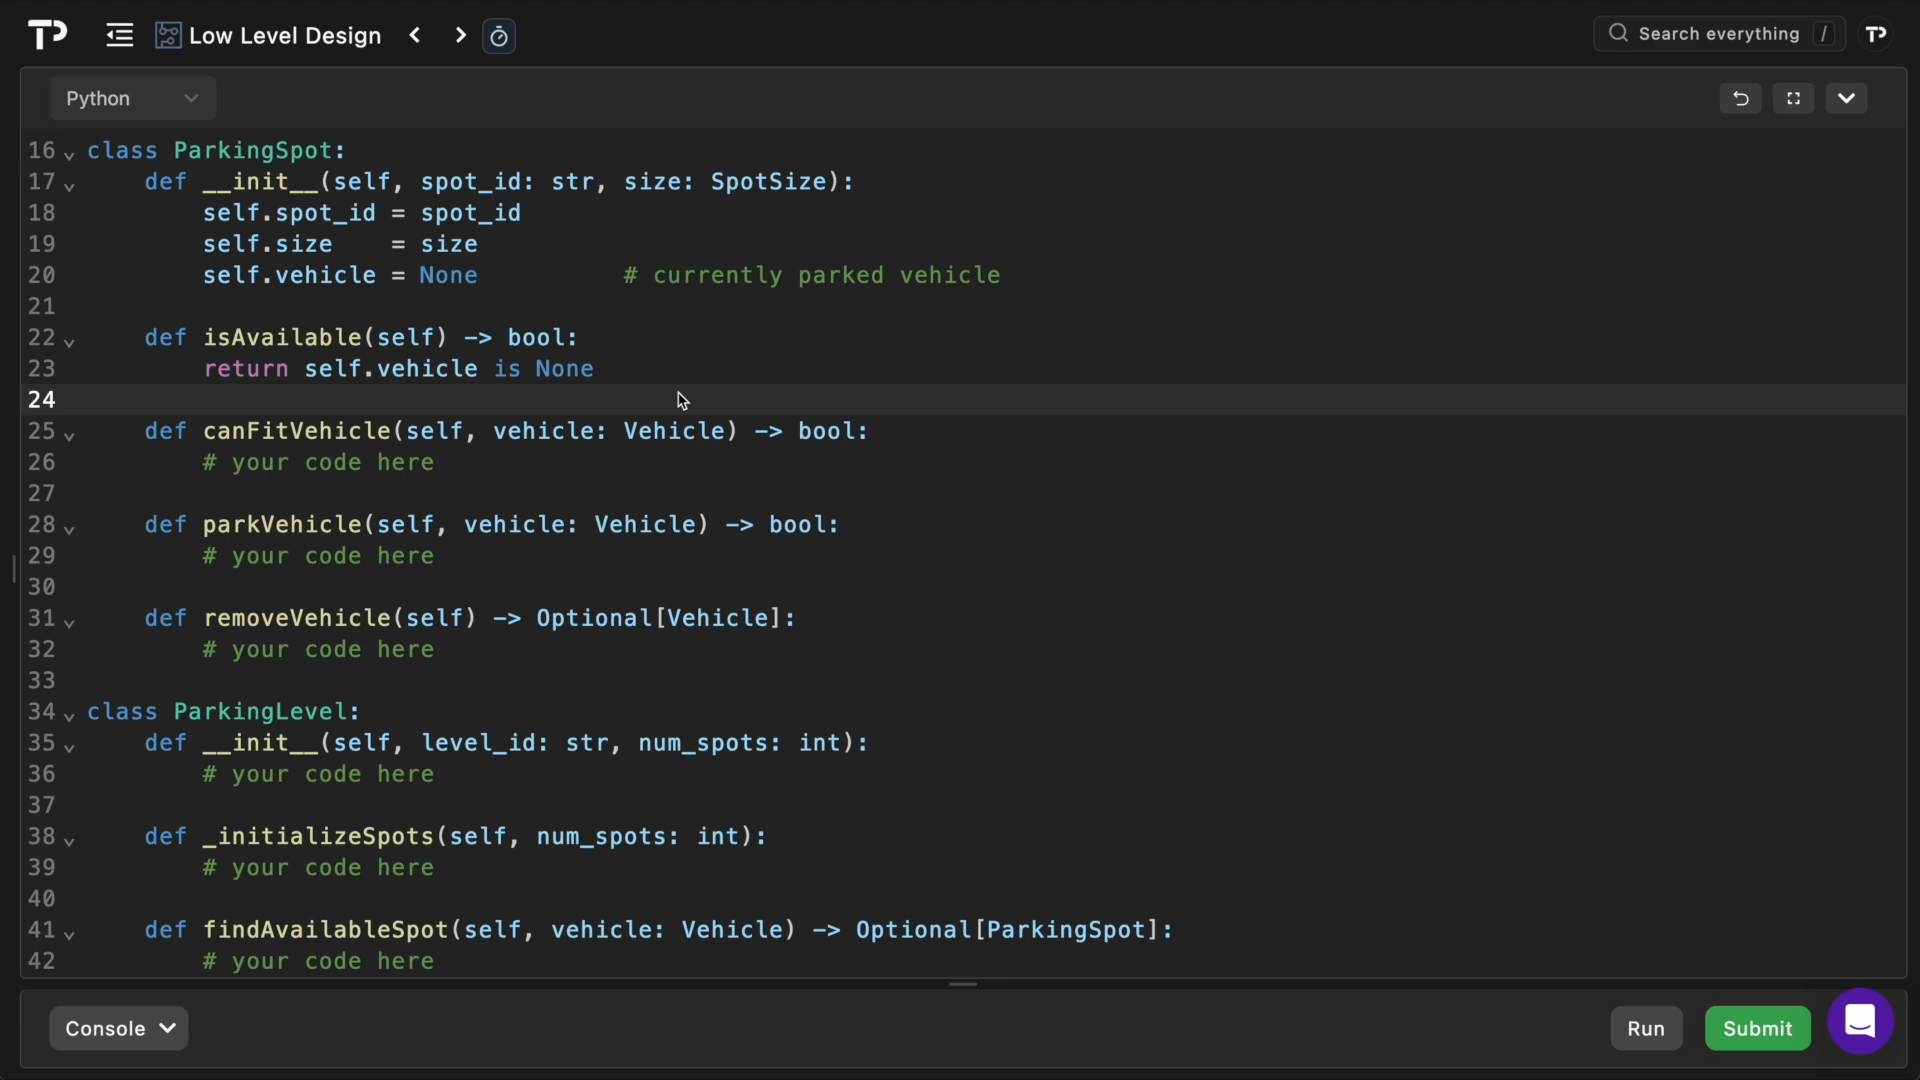 TP Low Level Design Search everything / TP
Python
16 class ParkingSpot:
17     def __init__(self, spot_id: str, size: SpotSize):
18         self.spot_id = spot_id
19         self.size    = size
20         self.vehicle = None          # currently parked vehicle
21
22     def isAvailable(self) -> bool:
23         return self.vehicle is None
24
25     def canFitVehicle(self, vehicle: Vehicle) -> bool:
26         # your code here
27
28     def parkVehicle(self, vehicle: Vehicle) -> bool:
29         # your code here
30
31     def removeVehicle(self) -> Optional[Vehicle]:
32         # your code here
33
34 class ParkingLevel:
35     def __init__(self, level_id: str, num_spots: int):
36         # your code here
37
38     def _initializeSpots(self, num_spots: int):
39         # your code here
40
41     def findAvailableSpot(self, vehicle: Vehicle) -> Optional[ParkingSpot]:
42         # your code here
Console Run Submit